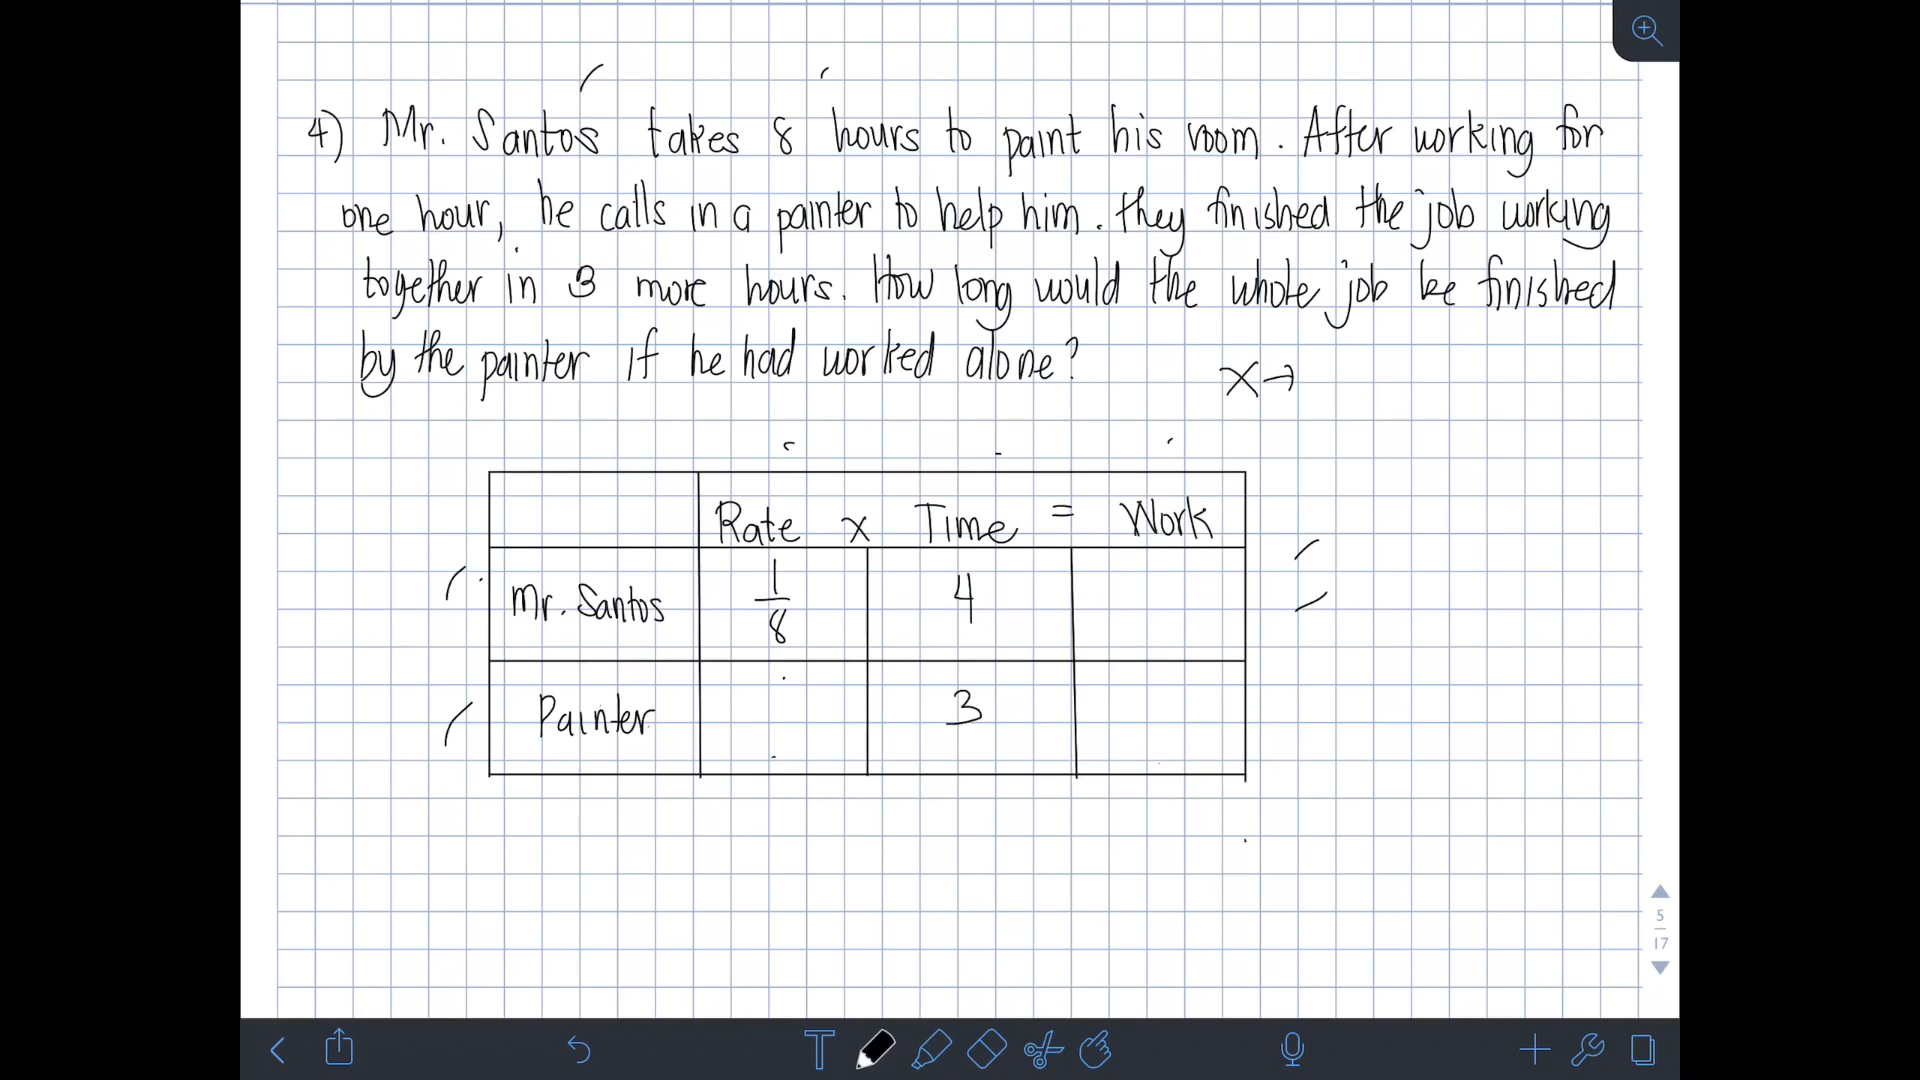 4) Mr. Santos takes 8 hours to paint his room. After working for
one hour, he calls in a painter to help him. they finished the job working
together in 3 more hours. How long would the whole job be finished
by the painter if he had worked alone?
x→
Rate x Time = Work
Mr. Santos 1/8 4
Painter 3
5
17
T